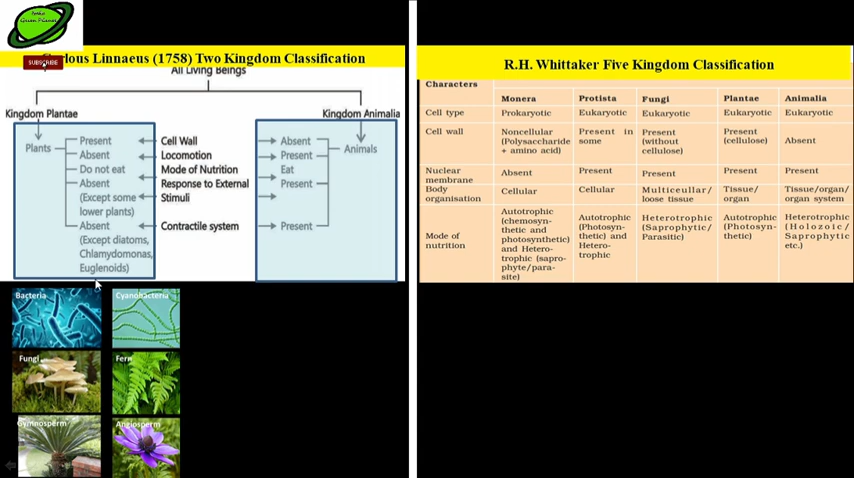 Neha
Green Planet
SUBSCRIBE
Linnaeus (1758) Two Kingdom Classification
All Living Beings
Kingdom Plantae
Kingdom Animalia
Plants
Present
Absent
Do not eat
Absent
(Except some
lower plants)
Absent
(Except diatoms,
Chlamydomonas,
Euglenoids)
Cell Wall
Locomotion
Mode of Nutrition
Response to External
Stimuli
Contractile system
Absent
Present
Eat
Present
Present
Animals
Bacteria
Cyanobacteria
Fungi
Fern
Gymnosperm
Angiosperm
R.H. Whittaker Five Kingdom Classification
Characters
Monera
Protista
Fungi
Plantae
Animalia
Cell type
Prokaryotic
Eukaryotic
Eukaryotic
Eukaryotic
Eukaryotic
Cell wall
Noncellular
(Polysaccharide
+ amino acid)
Present in
some
Present
(without
cellulose)
Present
(cellulose)
Absent
Nuclear
membrane
Absent
Present
Present
Present
Present
Body
organisation
Cellular
Cellular
Multiceullar/
loose tissue
Tissue/
organ
Tissue/organ/
organ system
Mode of
nutrition
Autotrophic
(chemosyn-
thetic and
photosynthetic)
and Hetero-
trophic (sapro-
phyte/para-
site)
Autotrophic
(Photosyn-
thetic) and
Hetero-
trophic
Heterotrophic
(Saprophytic/
Parasitic)
Autotrophic
(Photosyn-
thetic)
Heterotrophic
(Holozoic/
Saprophytic
etc.)